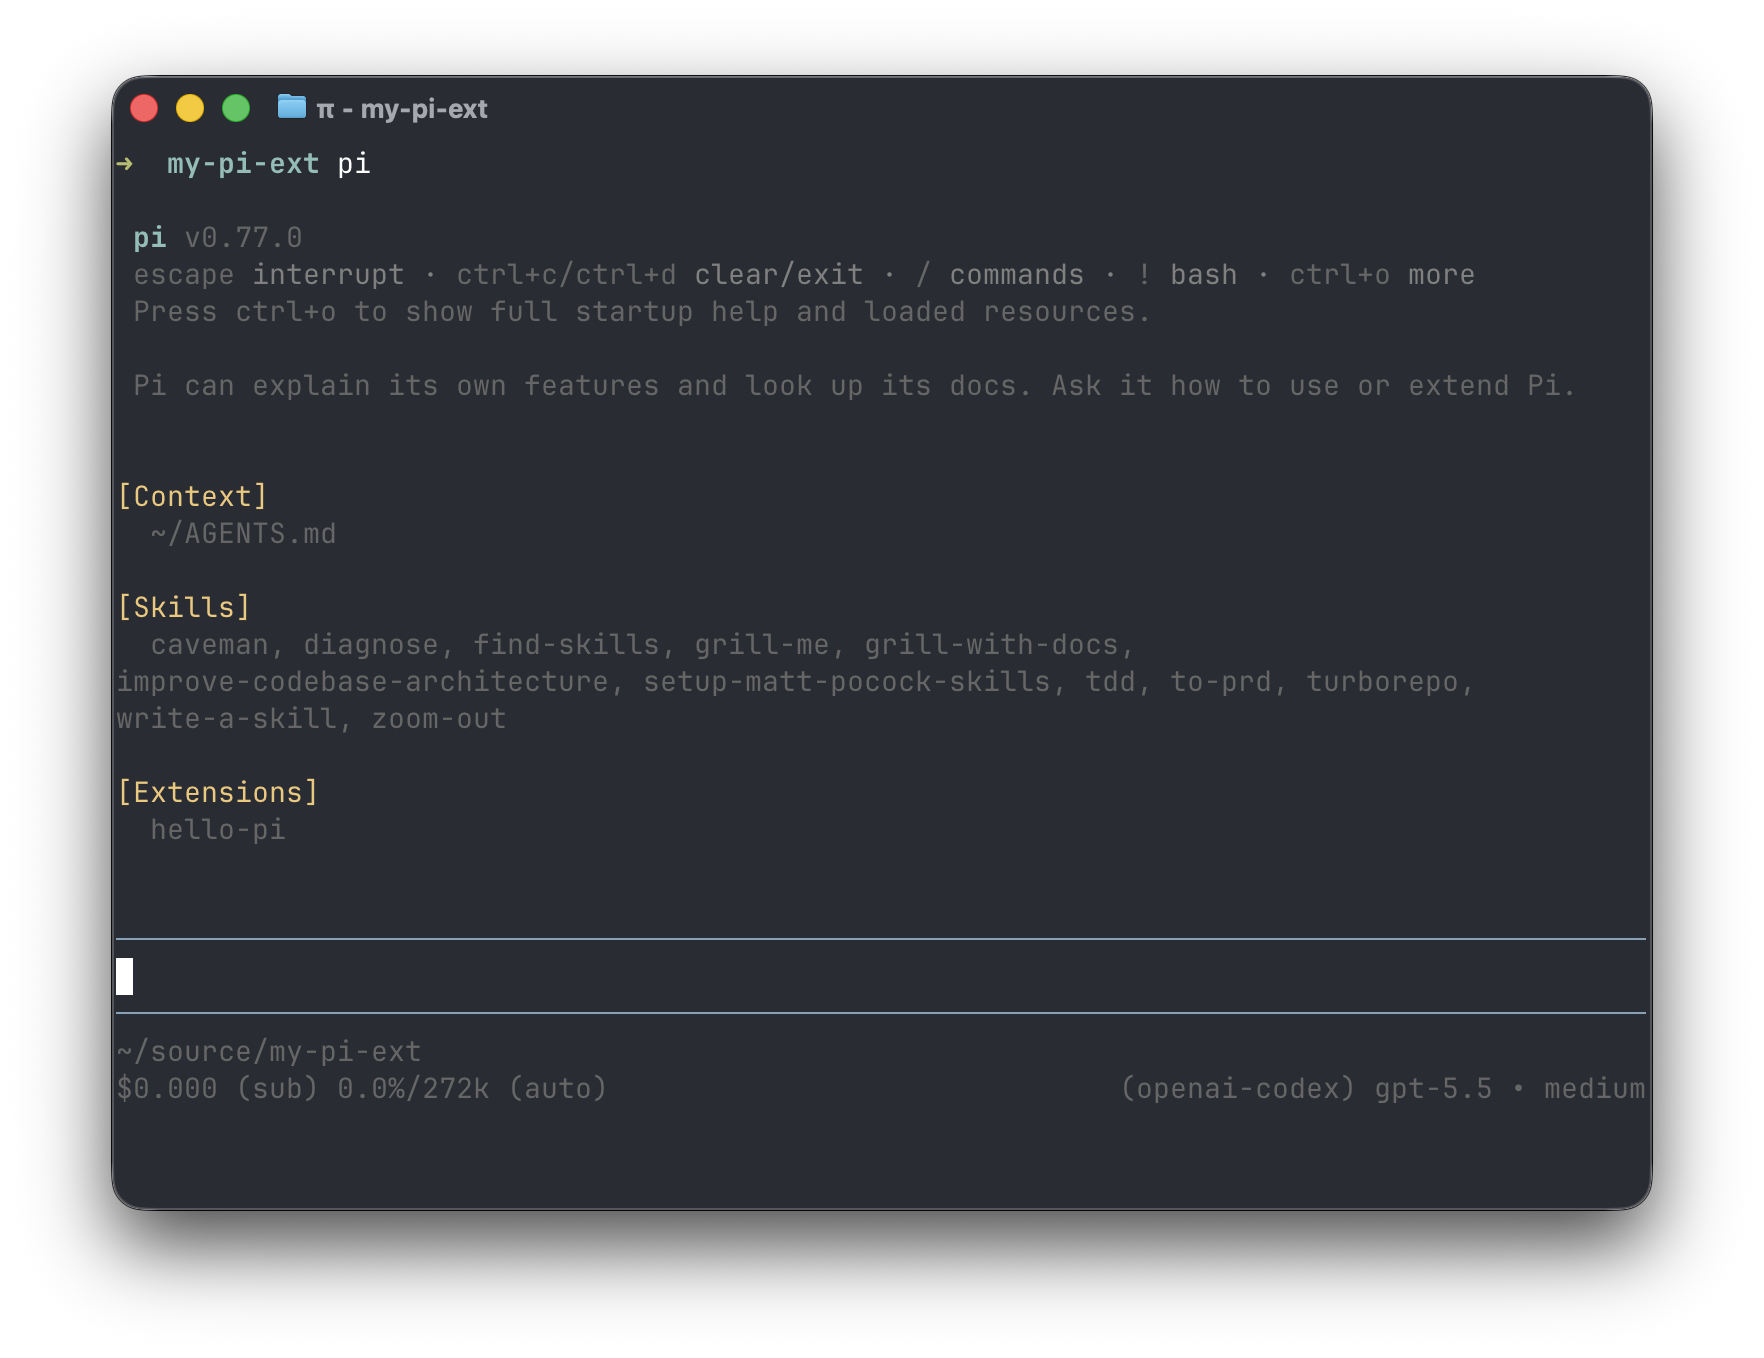 π - my-pi-ext
➜  my-pi-ext pi
pi v0.77.0
escape interrupt · ctrl+c/ctrl+d clear/exit · / commands · ! bash · ctrl+o more
Press ctrl+o to show full startup help and loaded resources.
Pi can explain its own features and look up its docs. Ask it how to use or extend Pi.
[Context]
~/AGENTS.md
[Skills]
caveman, diagnose, find-skills, grill-me, grill-with-docs,
improve-codebase-architecture, setup-matt-pocock-skills, tdd, to-prd, turborepo,
write-a-skill, zoom-out
[Extensions]
hello-pi
~/source/my-pi-ext
$0.000 (sub) 0.0%/272k (auto) (openai-codex) gpt-5.5 • medium